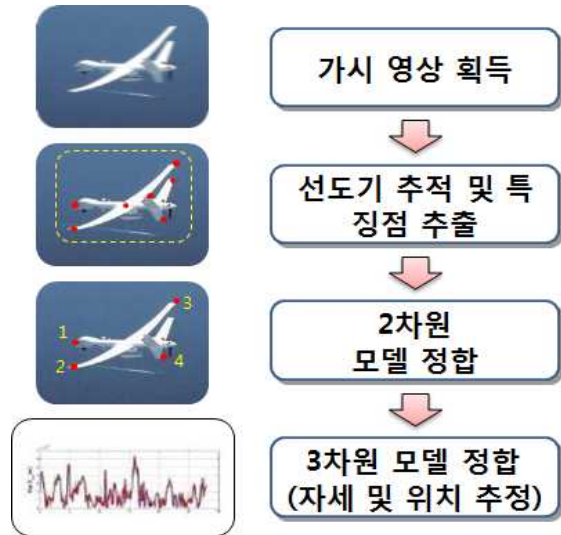 가시 영상 획득
선도기 추적 및 특
징점 추출
1
2
3
4
2차원
모델 정합
3차원 모델 정합
(자세 및 위치 추정)